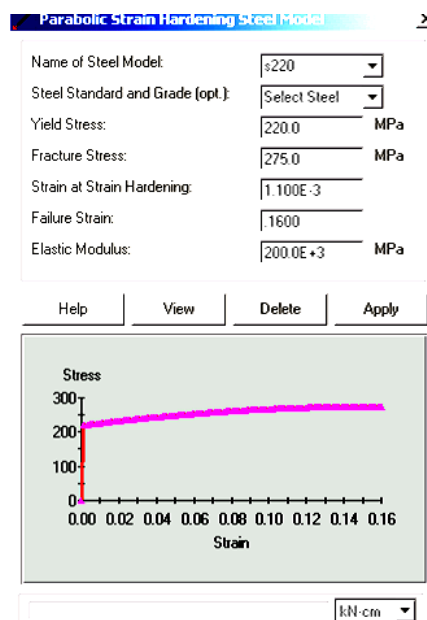 Parabolic Strain Hardening Steel Model
Name of Steel Model: s220
Steel Standard and Grade (opt.): Select Steel
Yield Stress: 220.0 MPa
Fracture Stress: 275.0 MPa
Strain at Strain Hardening: 1.100E-3
Failure Strain: .1600
Elastic Modulus: 200.0E+3 MPa
Help View Delete Apply
Stress
300
200
100
0
0.00 0.02 0.04 0.06 0.08 0.10 0.12 0.14 0.16
Strain
kN-cm